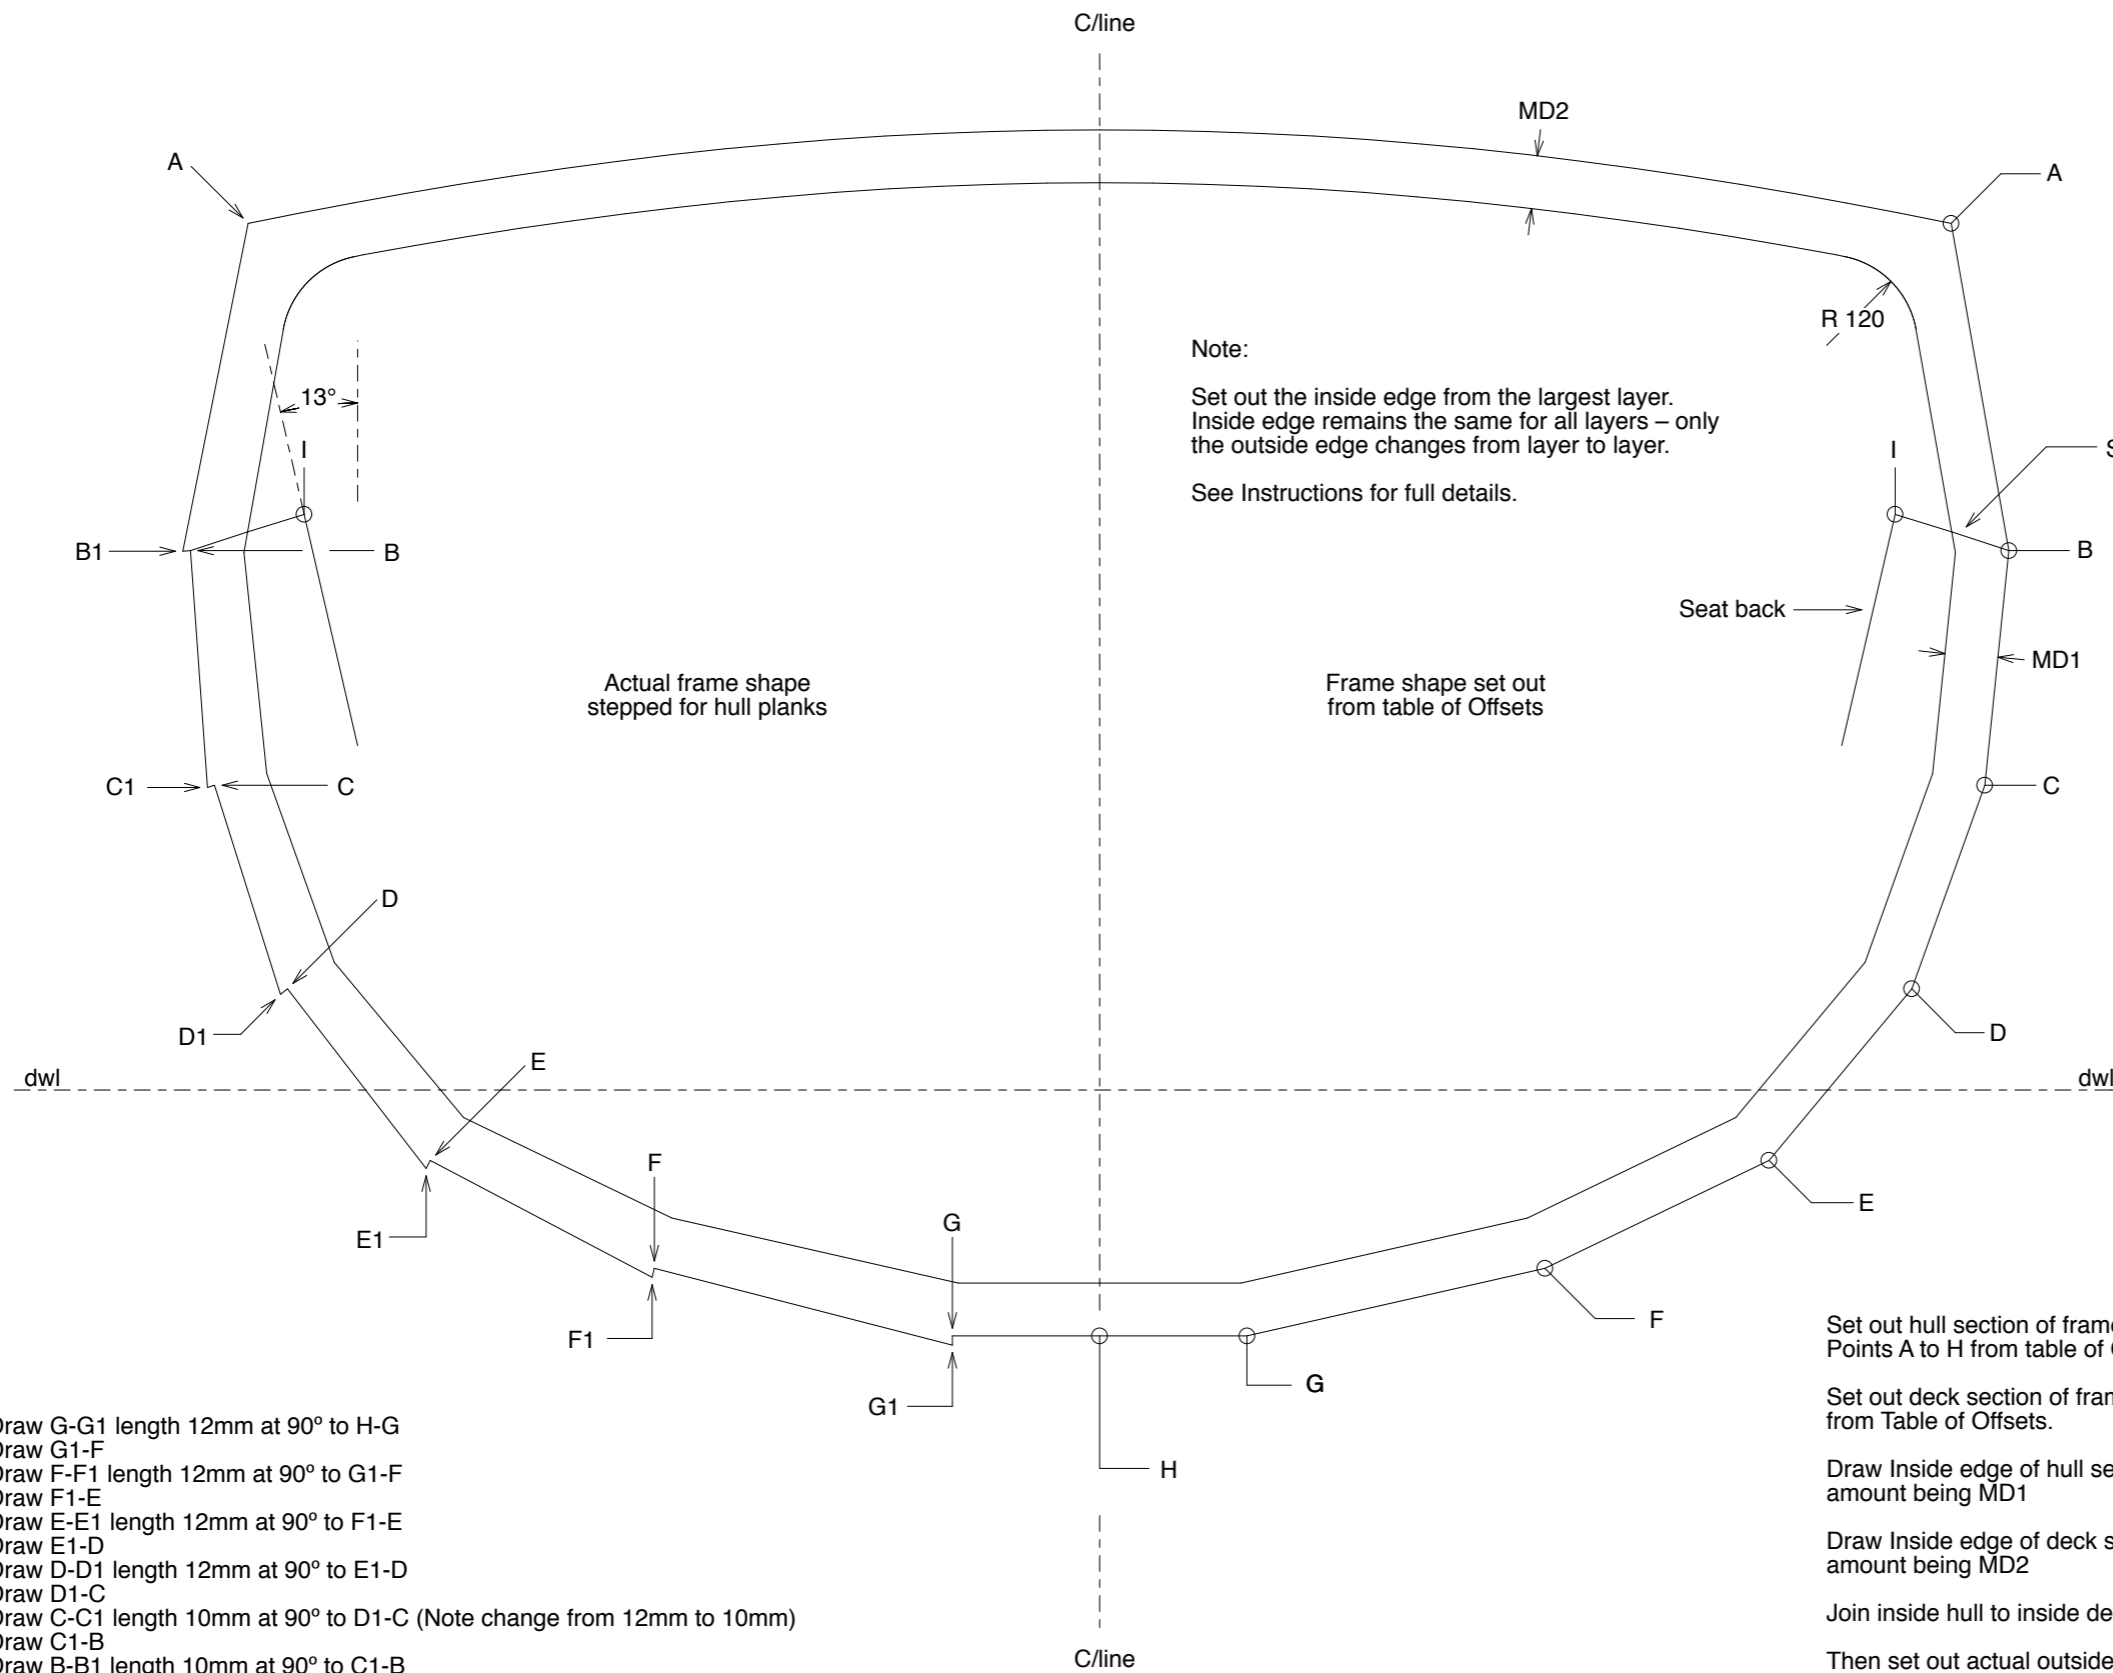 C/line
MD2
A
A
R 120
Note:
Set out the inside edge from the largest layer.
Inside edge remains the same for all layers – only
the outside edge changes from layer to layer.
See Instructions for full details.
13°
I
I
S
B1
B
B
Seat back
MD1
Actual frame shape
stepped for hull planks
Frame shape set out
from table of Offsets
C1
C
C
D
D1
D
dwl
dwl
E
F
E
G
E1
F1
F
G1
G
H
Draw G-G1 length 12mm at 90º to H-G
Draw G1-F
Draw F-F1 length 12mm at 90º to G1-F
Draw F1-E
Draw E-E1 length 12mm at 90º to F1-E
Draw E1-D
Draw D-D1 length 12mm at 90º to E1-D
Draw D1-C
Draw C-C1 length 10mm at 90º to D1-C (Note change from 12mm to 10mm)
Draw C1-B
Draw B-B1 length 10mm at 90º to C1-B
Set out hull section of frame
Points A to H from table of
Set out deck section of
from Table of Offsets.
Draw Inside edge of hull
amount being MD1
Draw Inside edge of deck
amount being MD2
Join inside hull to inside
Then set out actual outside
C/line